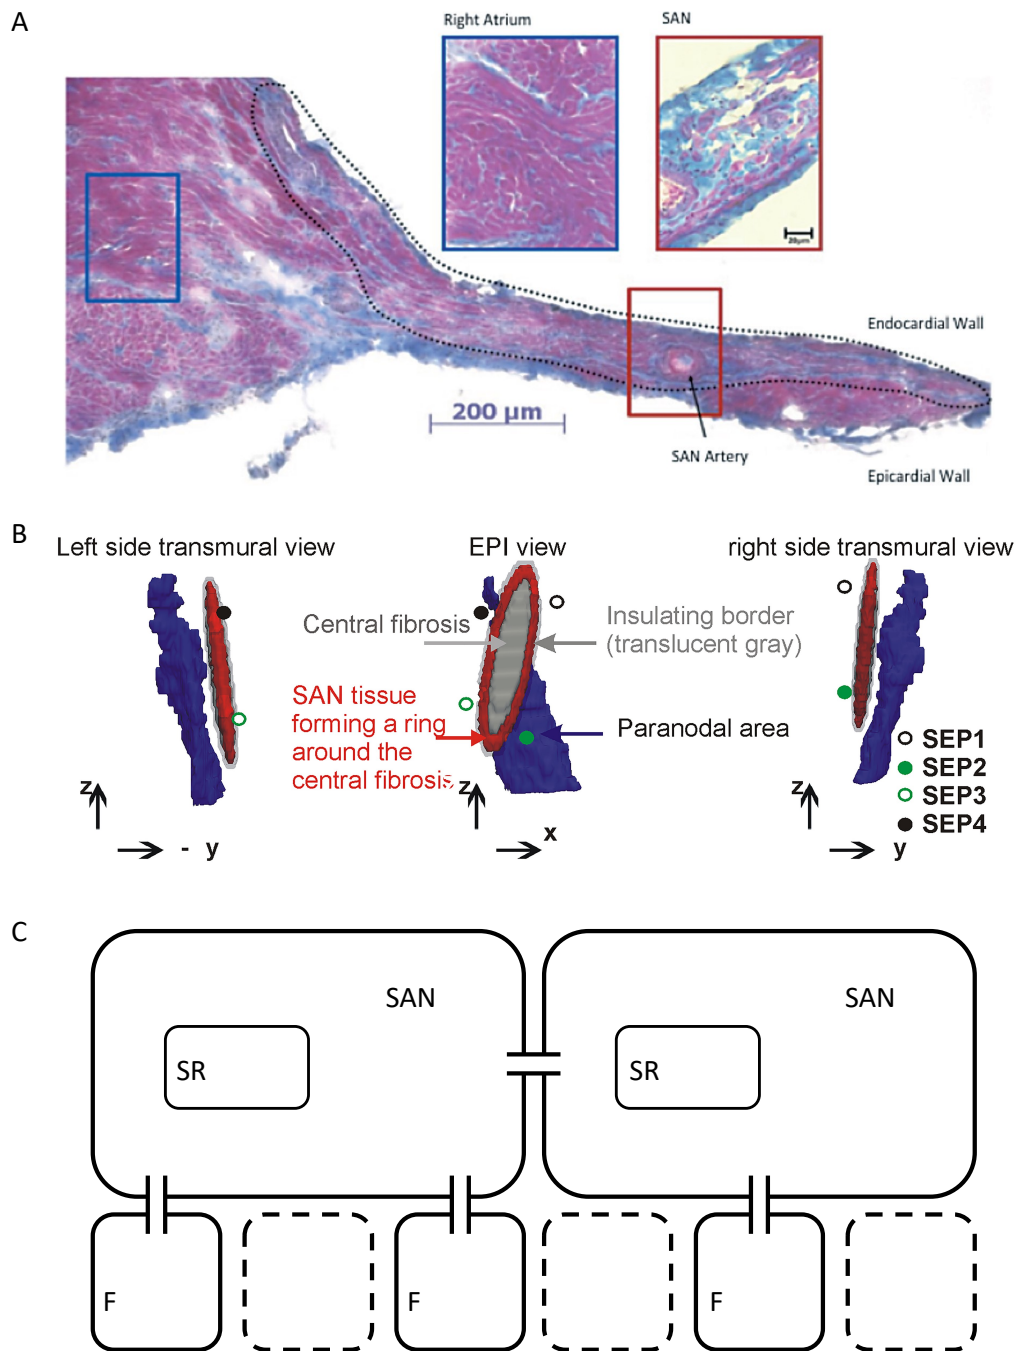 A
Right Atrium
SAN
20μm
Endocardial Wall
200 μm
SAN Artery
Epicardial Wall
B
Left side transmural view
EPI view
right side transmural view
Central fibrosis
Insulating border
(translucent gray)
SAN tissue
forming a ring
around the
central fibrosis
Paranodal area
SEP1
SEP2
SEP3
SEP4
z
- y
z
x
z
y
C
SAN
SAN
SR
SR
F
F
F